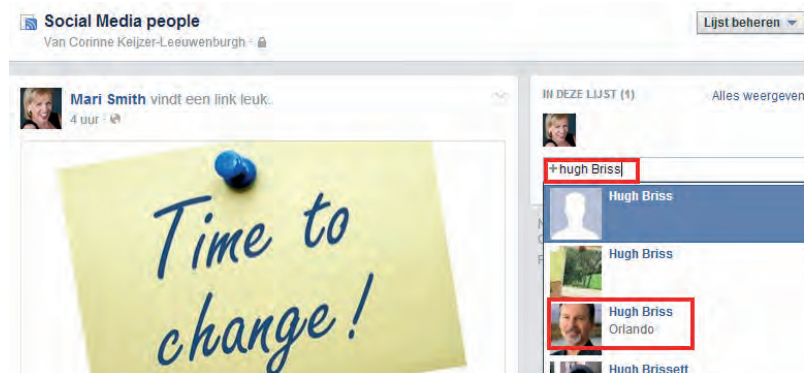 Social Media people
Van Corinne Keijzer-Leeuwenburgh
Lijst beheren
Mari Smith vindt een link leuk.
4 uur
Time to
change!
IN DEZE LIJST (1)
Alles weergeven
+hugh Briss
Hugh Briss
Hugh Briss
Hugh Briss
Orlando
Hugh Brissett